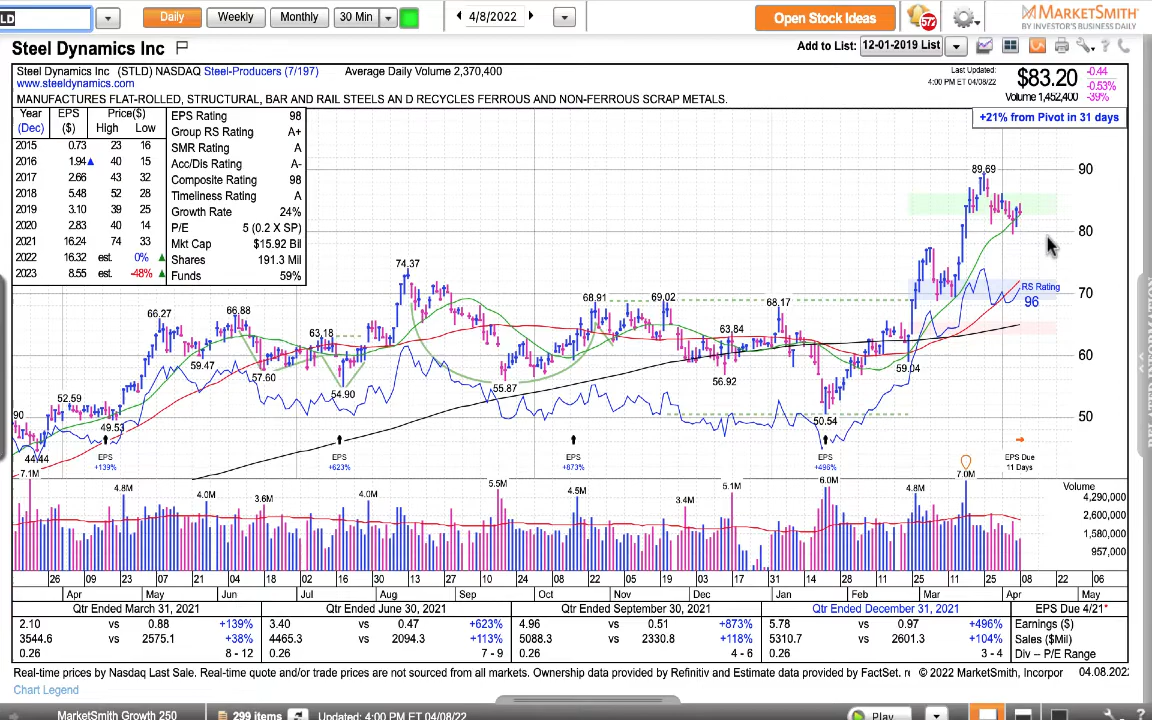 LD
Daily
Weekly
Monthly
30 Min
4/8/2022
Open Stock Ideas
57
MarketSmith
BY INVESTOR'S BUSINESS DAILY
Steel Dynamics Inc
Add to List:
12-01-2019 List
Steel Dynamics Inc (STLD) NASDAQ Steel-Producers (7/197) Average Daily Volume 2,370,400
www.steeldynamics.com
MANUFACTURES FLAT-ROLLED, STRUCTURAL, BAR AND RAIL STEELS AN D RECYCLES FERROUS AND NON-FERROUS SCRAP METALS.
Last Updated:
4:00 PM ET 04/08/22
$83.20
-0.44
-0.53%
Volume 1,452,400
-39%
+21% from Pivot in 31 days
Year EPS Price($)
(Dec) ($) High Low
2015 0.73 23 16
2016 1.94 40 15
2017 2.66 43 32
2018 5.48 52 28
2019 3.10 39 25
2020 2.83 40 14
2021 16.24 74 33
2022 16.32 est. 0%
2023 8.55 est. -48%
EPS Rating 98
Group RS Rating A+
SMR Rating A
Acc/Dis Rating A-
Composite Rating 98
Timeliness Rating A
Growth Rate 24%
P/E 5 (0.2 X SP)
Mkt Cap $15.92 Bil
Shares 191.3 Mil
Funds 59%
89.69
90
80
74.37
70
RS Rating
96
66.27
66.88
63.18
68.91
69.02
63.84
68.17
60
59.47
57.60
54.90
55.87
56.92
59.04
52.59
49.53
50.54
50
90
44.44
EPS
+139%
EPS
+623%
EPS
+873%
EPS
+496%
EPS Due
11 Days
7.1M
4.8M
4.0M
3.6M
4.0M
5.5M
4.5M
3.4M
5.1M
6.0M
4.8M
7.0M
Volume
4,290,000
2,600,000
1,580,000
957,000
26 09 23 07 21 04 18 02 16 30 13 27 10 24 08 22 05 19 03 17 31 14 28 11 25 11 25 08 22 06
Apr May Jun Jul Aug Sep Oct Nov Dec Jan Feb Mar Apr May
Qtr Ended March 31, 2021 Qtr Ended June 30, 2021 Qtr Ended September 30, 2021 Qtr Ended December 31, 2021 EPS Due 4/21*
2.10 vs 0.88 +139% 3.40 vs 0.47 +623% 4.96 vs 0.51 +873% 5.78 vs 0.97 +496% Earnings ($)
3544.6 vs 2575.1 +38% 4465.3 vs 2094.3 +113% 5088.3 vs 2330.8 +118% 5310.7 vs 2601.3 +104% Sales ($Mil)
0.26 8 - 12 0.26 7 - 9 0.26 4 - 6 0.26 3 - 4 Div – P/E Range
Real-time prices by Nasdaq Last Sale. Real-time quote and/or trade prices are not sourced from all markets. Ownership data provided by Refinitiv and Estimate data provided by FactSet. © 2022 MarketSmith, Incorpor 04.08.202
Chart Legend
MarketSmith Growth 250
299 items
Updated: 4:00 PM ET 04/08/22
Play